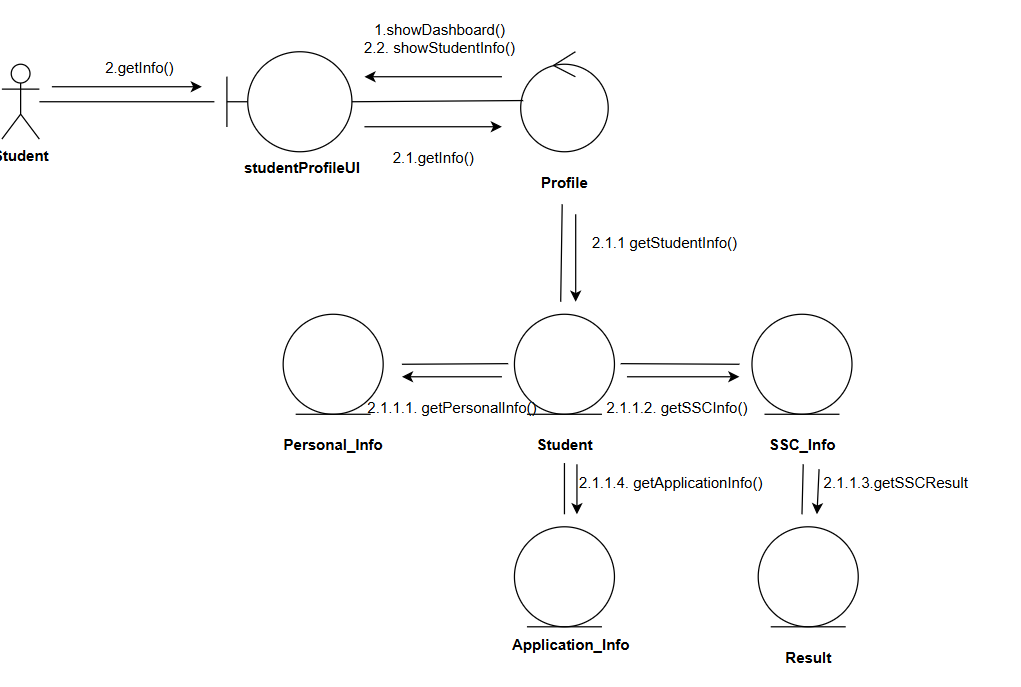 1.showDashboard()
2.2. showStudentInfo()
2.getInfo()
Student
studentProfileUI
2.1.getInfo()
Profile
2.1.1 getStudentInfo()
2.1.1.1. getPersonalInfo()
2.1.1.2. getSSCInfo()
Personal_Info
Student
SSC_Info
2.1.1.4. getApplicationInfo()
2.1.1.3.getSSCResult
Application_Info
Result